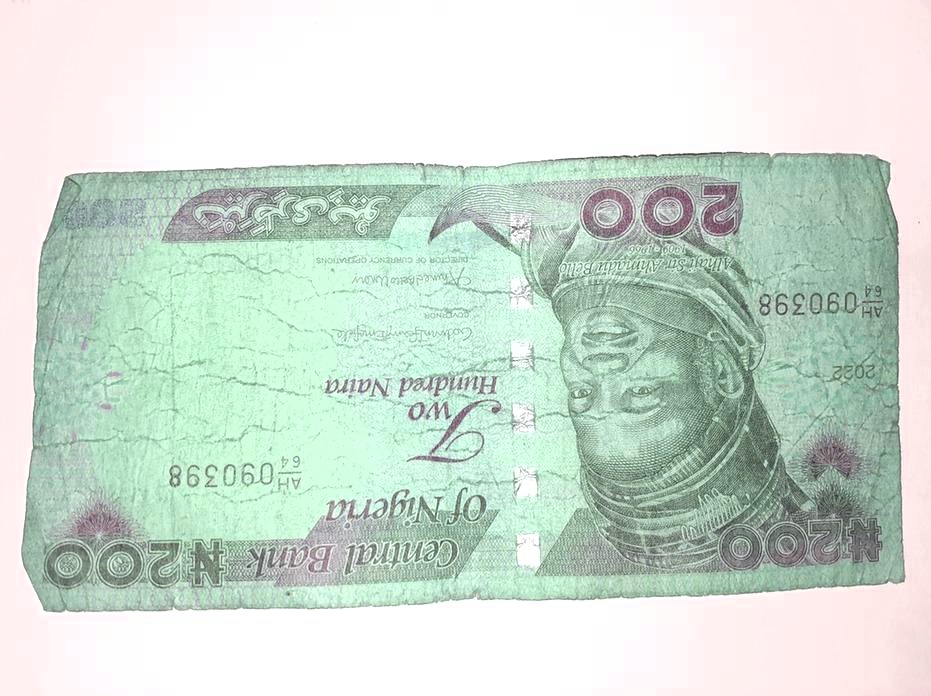 ₦200
Central Bank
Of Nigeria
₦200
AH
64
090398
2022
Two
Hundred Naira
GOVERNOR
DIRECTOR OF CURRENCY OPERATIONS
AH
64
090398
Alhaji Sir Ahmadu Bello
1909-1966
200